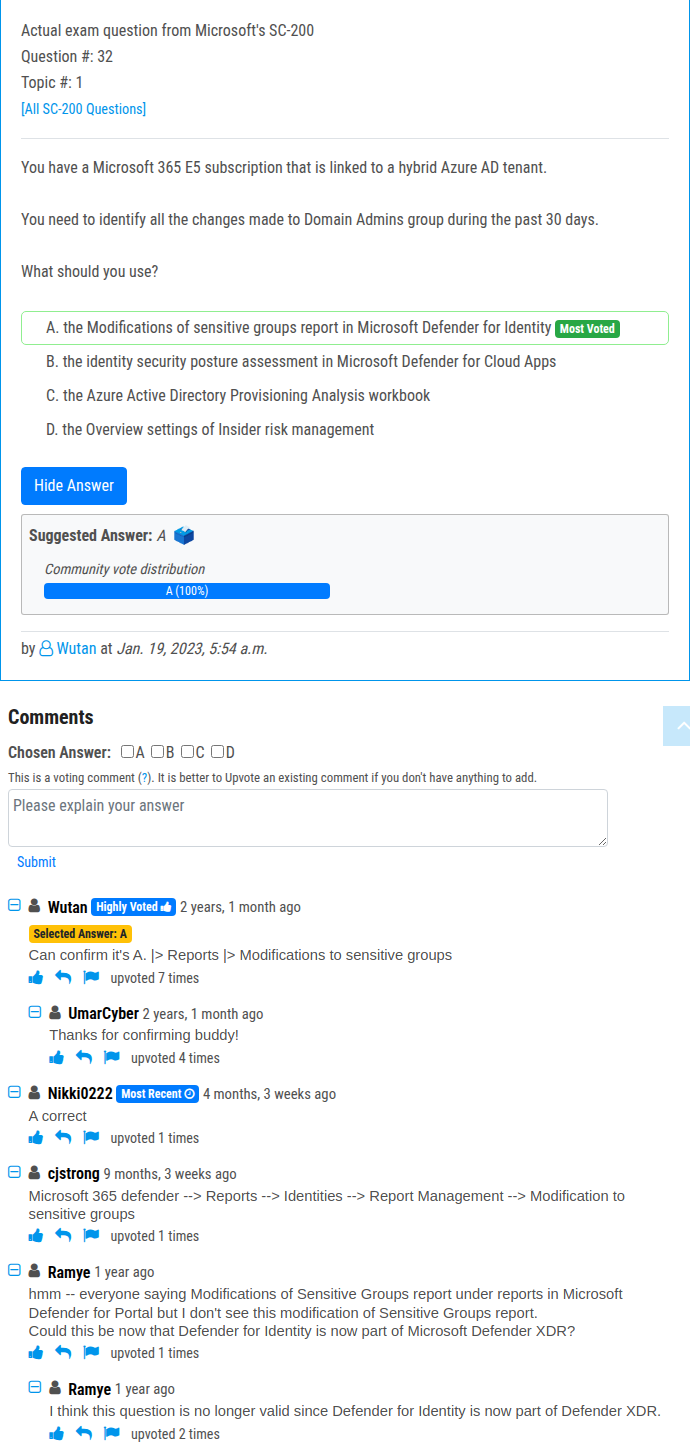 Actual exam question from Microsoft's SC-200
Question #: 32
Topic #: 1
[All SC-200 Questions]
You have a Microsoft 365 E5 subscription that is linked to a hybrid Azure AD tenant.
You need to identify all the changes made to Domain Admins group during the past 30 days.
What should you use?
A. the Modifications of sensitive groups report in Microsoft Defender for Identity Most Voted
B. the identity security posture assessment in Microsoft Defender for Cloud Apps
C. the Azure Active Directory Provisioning Analysis workbook
D. the Overview settings of Insider risk management
Hide Answer
Suggested Answer: A
Community vote distribution
A (100%)
by Wutan at Jan. 19, 2023, 5:54 a.m.
Comments
Chosen Answer: A B C D
This is a voting comment (?). It is better to Upvote an existing comment if you don't have anything to add.
Please explain your answer
Submit
Wutan Highly Voted 2 years, 1 month ago
Selected Answer: A
Can confirm it's A. |> Reports |> Modifications to sensitive groups
upvoted 7 times
UmarCyber 2 years, 1 month ago
Thanks for confirming buddy!
upvoted 4 times
Nikki0222 Most Recent 4 months, 3 weeks ago
A correct
upvoted 1 times
cjstrong 9 months, 3 weeks ago
Microsoft 365 defender --> Reports --> Identities --> Report Management --> Modification to
sensitive groups
upvoted 1 times
Ramye 1 year ago
hmm -- everyone saying Modifications of Sensitive Groups report under reports in Microsoft
Defender for Portal but I don't see this modification of Sensitive Groups report.
Could this be now that Defender for Identity is now part of Microsoft Defender XDR?
upvoted 1 times
Ramye 1 year ago
I think this question is no longer valid since Defender for Identity is now part of Defender XDR.
upvoted 2 times